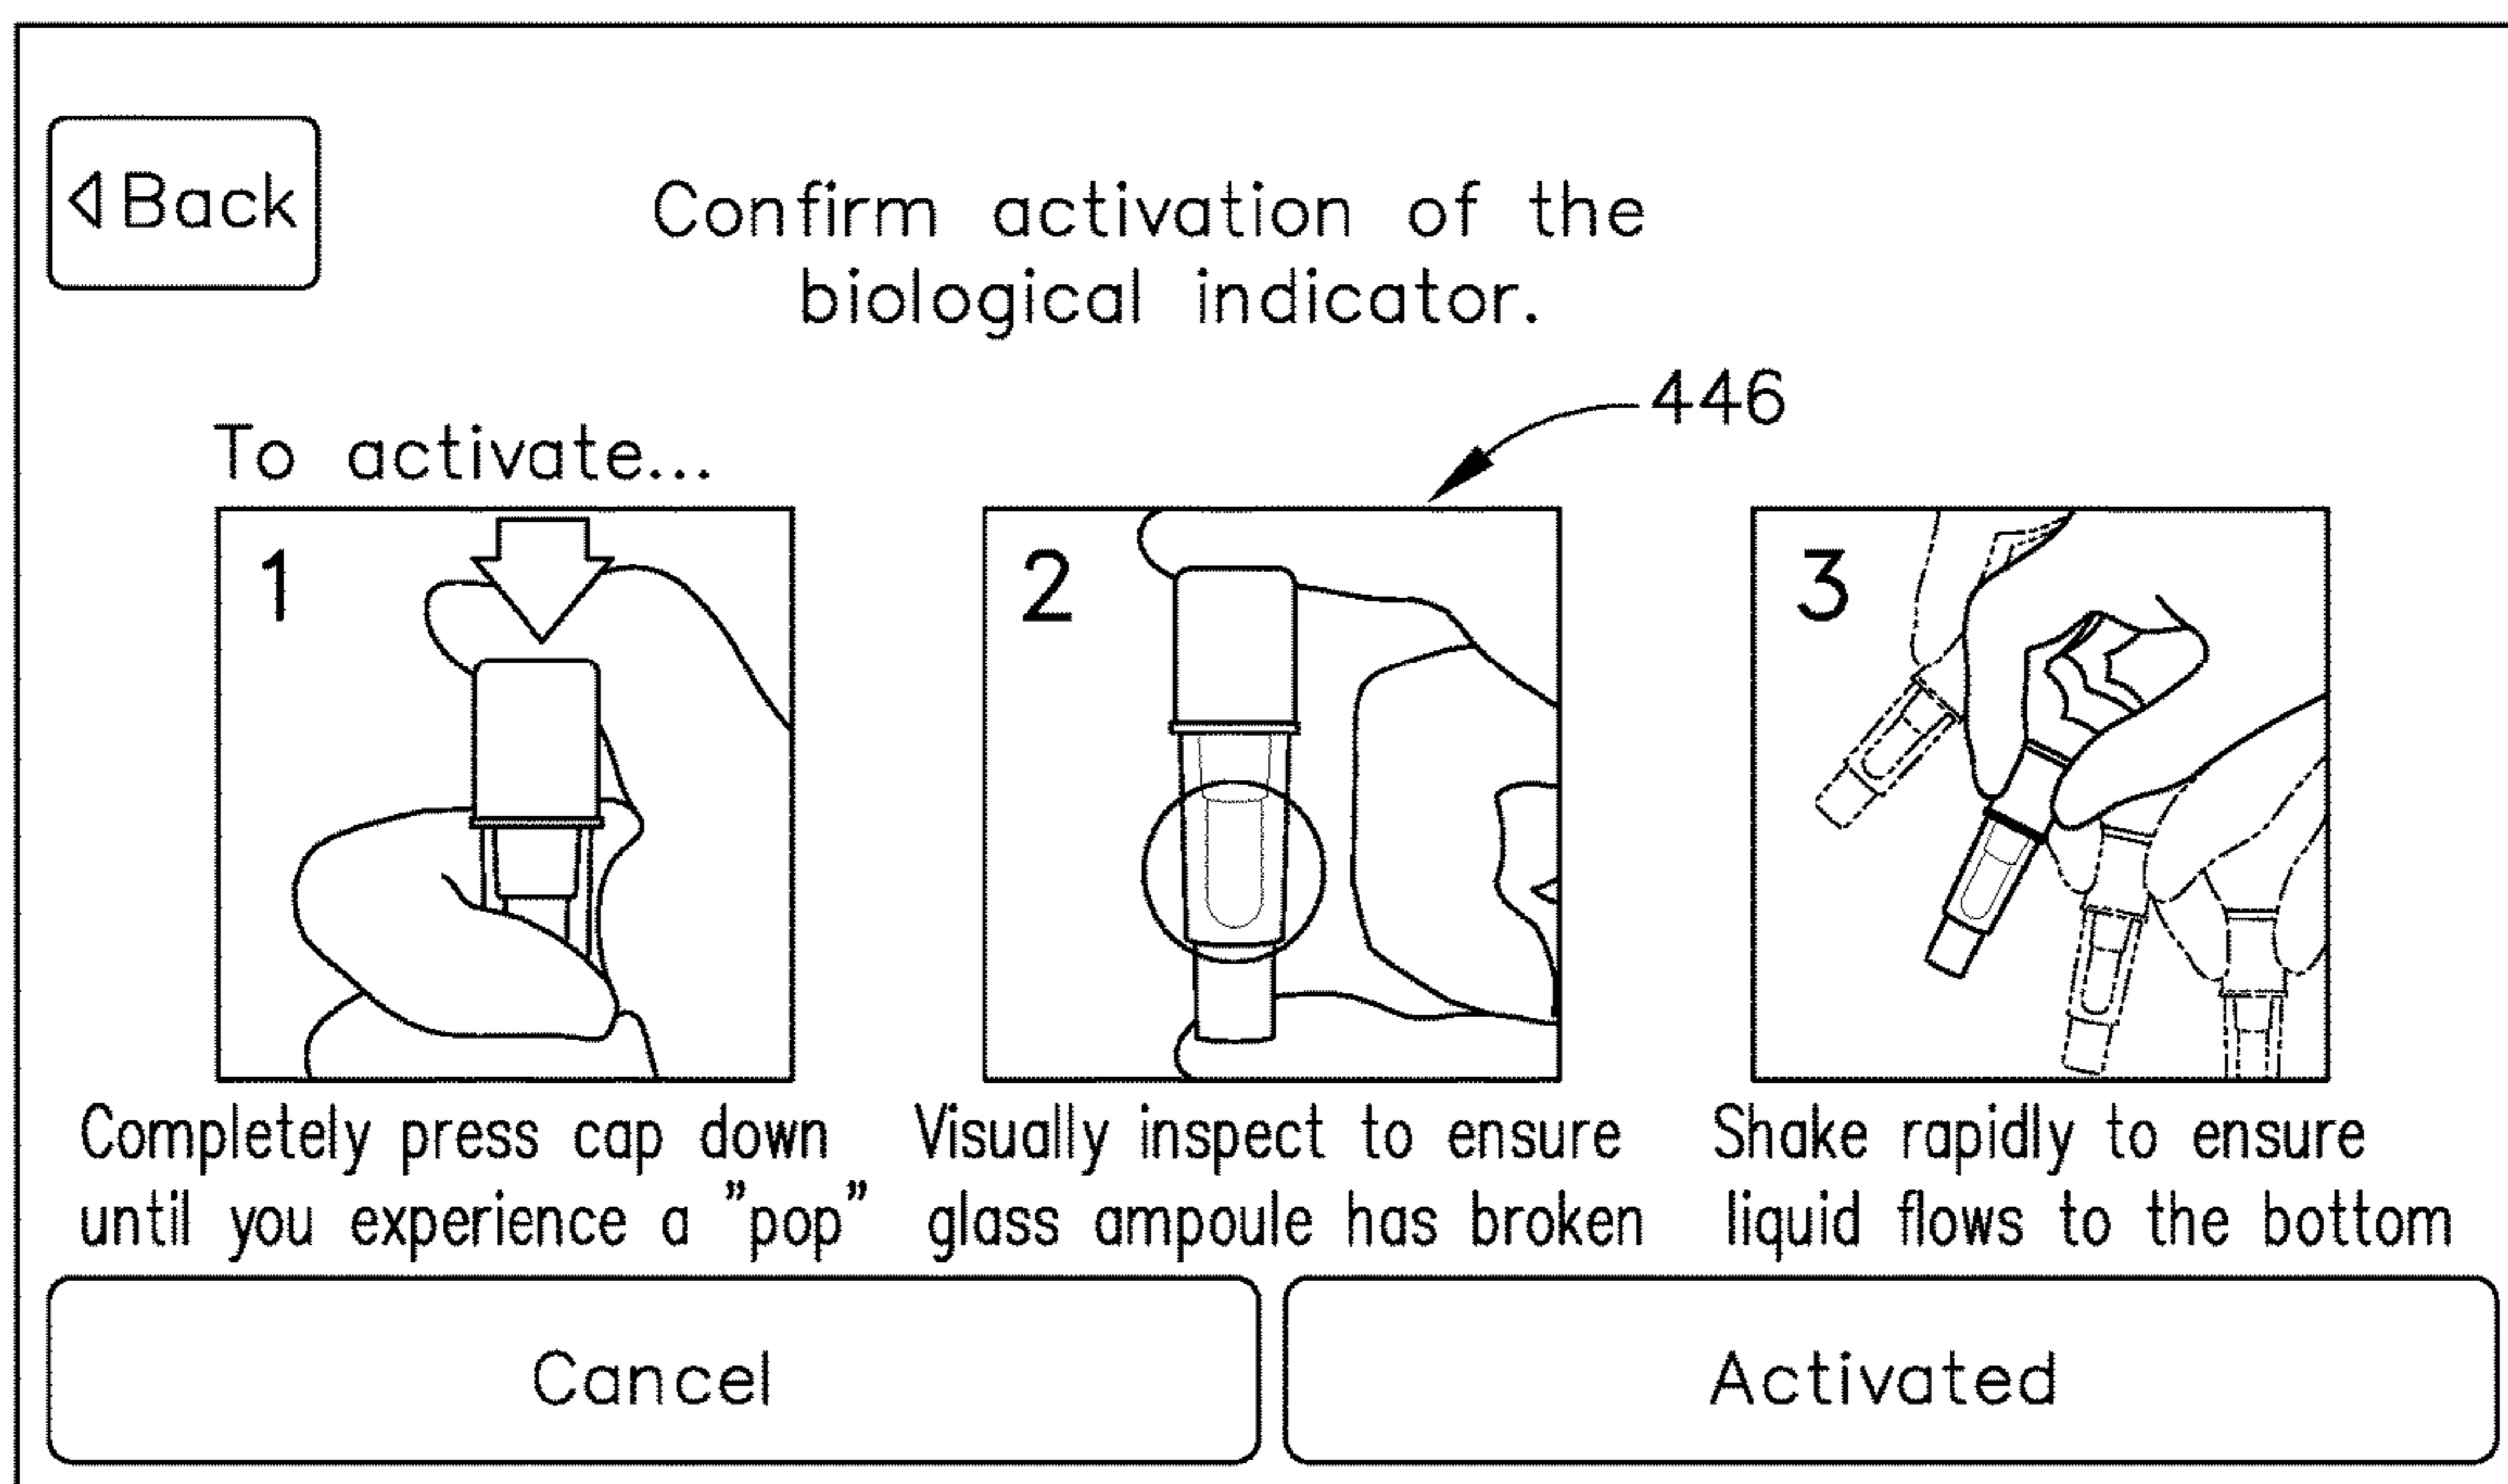 Back
Confirm activation of the
biological indicator.
446
To activate...
1
2
3
Completely press cap down
until you experience a "pop"
Visually inspect to ensure
glass ampoule has broken
Shake rapidly to ensure
liquid flows to the bottom
Cancel
Activated